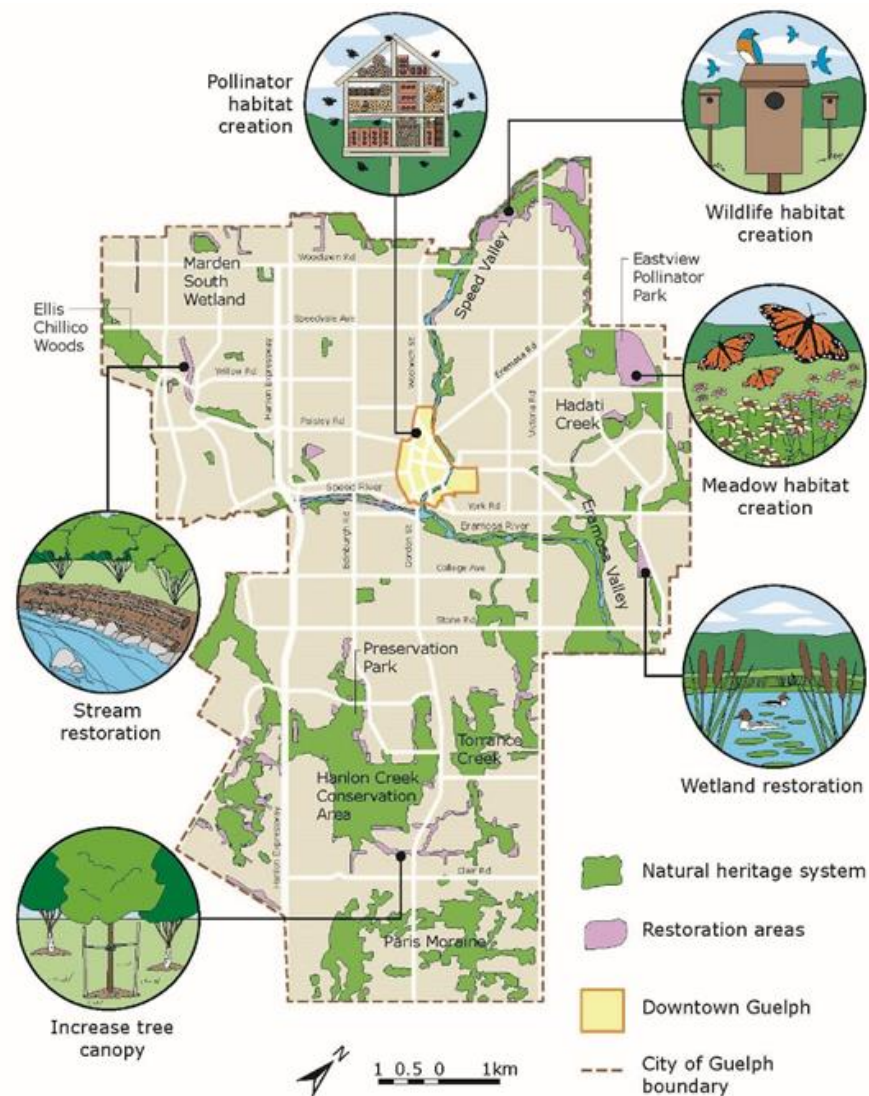 Pollinator
habitat
creation
Wildlife habitat
creation
Eastview
Pollinator
Park
Marden
South
Wetland
Woodlawn Rd
Speed Valley
Ellis
Chillico
Woods
Speedvale Ave
Woolwich St
Hanlon Expressway
Willow Rd
Eramosa Rd
Victoria Rd
Paisley Rd
Hadati
Creek
Meadow habitat
creation
Speed River
York Rd
Eramosa River
Eramosa Valley
Edinburgh Rd
Gordon St
College Ave
Stone Rd
Stream
restoration
Preservation
Park
Torrance
Creek
Wetland restoration
Hanlon Creek
Conservation
Area
Hanlon Expressway
Clair Rd
Paris Moraine
Increase tree
canopy
Natural heritage system
Restoration areas
Downtown Guelph
City of Guelph
boundary
N
1 0.5 0 1km